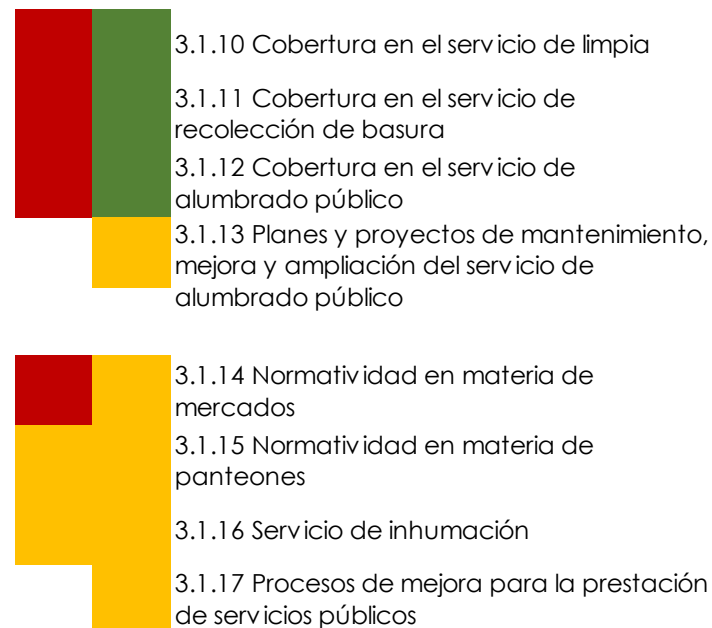 3.1.10 Cobertura en el servicio de limpia
3.1.11 Cobertura en el servicio de
recolección de basura
3.1.12 Cobertura en el servicio de
alumbrado público
3.1.13 Planes y proyectos de mantenimiento,
mejora y ampliación del servicio de
alumbrado público
3.1.14 Normatividad en materia de
mercados
3.1.15 Normatividad en materia de
panteones
3.1.16 Servicio de inhumación
3.1.17 Procesos de mejora para la prestación
de servicios públicos